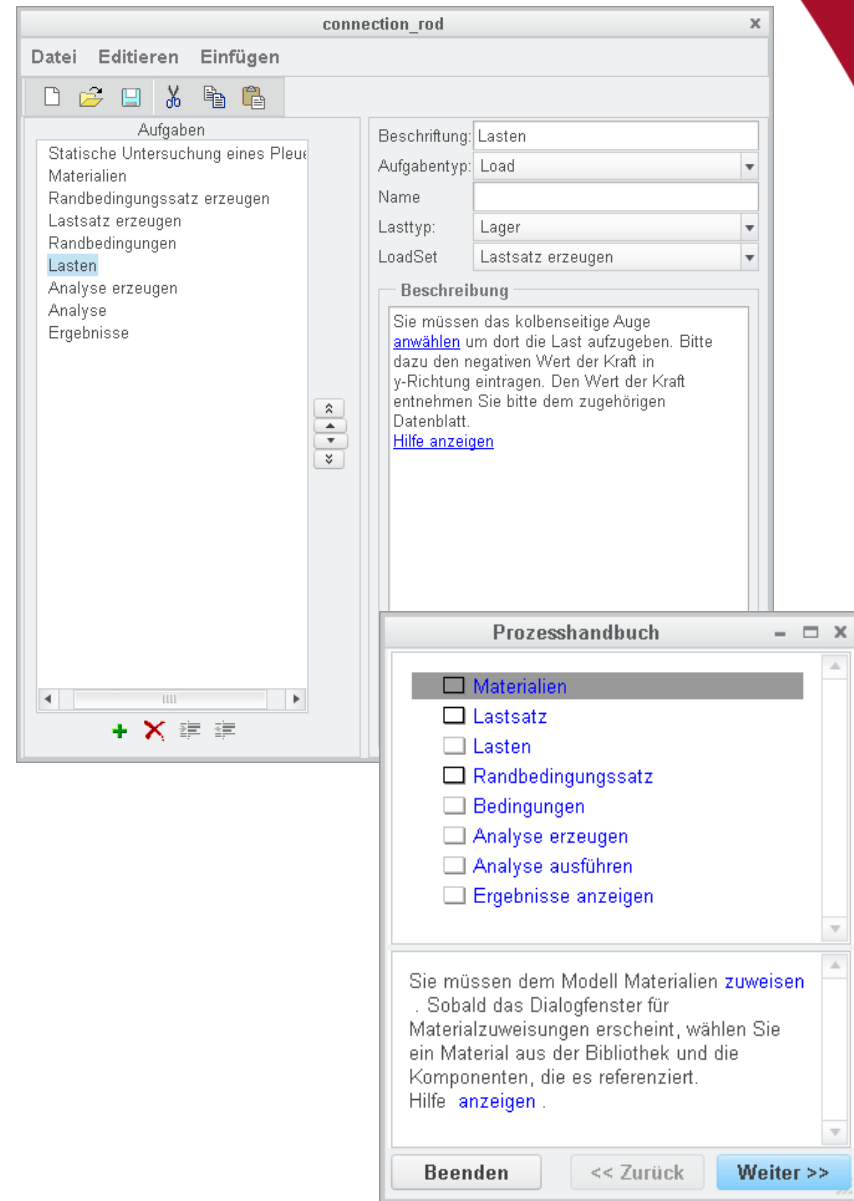 connection_rod
Datei Editieren Einfügen
Aufgaben
Statische Untersuchung eines
Materialien
Randbedingungssatz erzeugen
Lastsatz erzeugen
Randbedingungen
Lasten
Analyse erzeugen
Analyse
Ergebnisse
Beschriftung: Lasten
Aufgabentyp: Load
Name
Lasttyp: Lager
LoadSet Lastsatz erzeugen
Beschreibung
Sie müssen das kolbenseitige Auge
anwählen um dort die Last aufzugeben. Bitte
dazu den negativen Wert der Kraft in
y-Richtung eintragen. Den Wert der Kraft
entnehmen Sie bitte dem zugehörigen
Datenblatt.
Hilfe anzeigen
Prozesshandbuch
Materialien
Lastsatz
Lasten
Randbedingungssatz
Bedingungen
Analyse erzeugen
Analyse ausführen
Ergebnisse anzeigen
Sie müssen dem Modell Materialien zuweisen
. Sobald das Dialogfenster für
Materialzuweisungen erscheint, wählen Sie
ein Material aus der Bibliothek und die
Komponenten, die es referenziert.
Hilfe anzeigen .
Beenden << Zurück Weiter >>